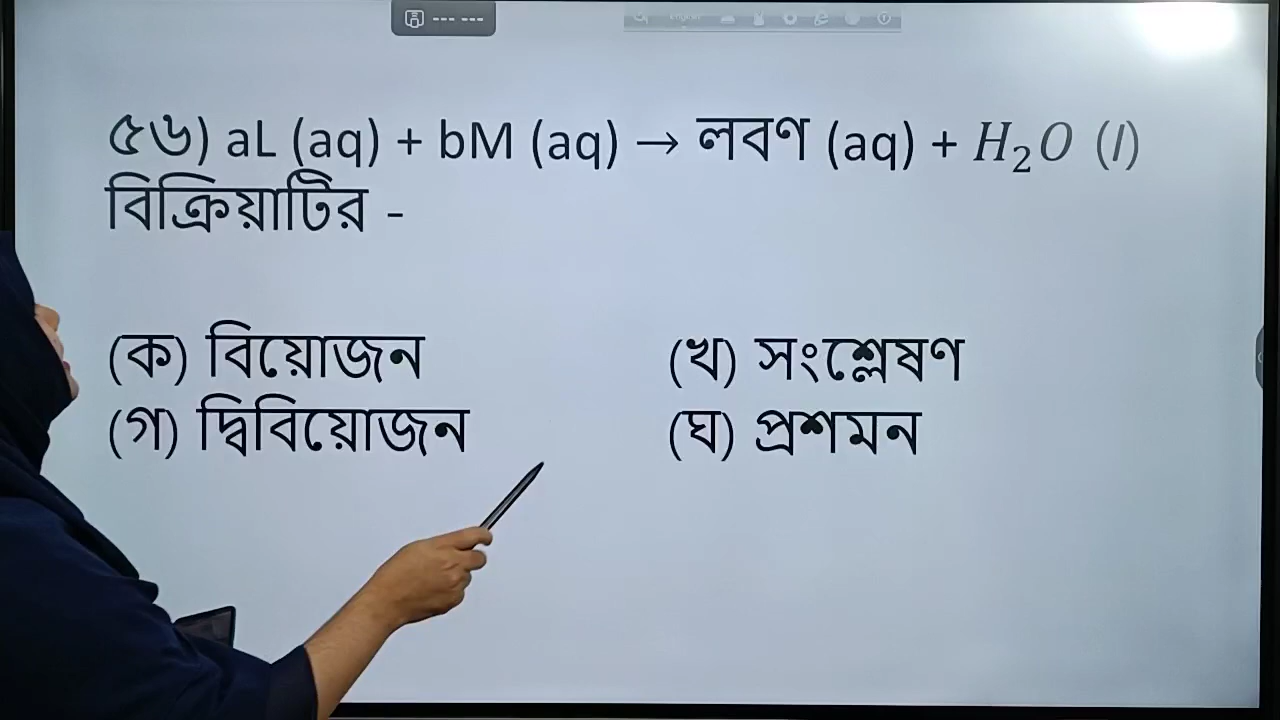 ৫৬) aL (aq) + bM (aq) → লবণ (aq) + H₂O (l)
বিক্রিয়াটির -
(ক) বিয়োজন (খ) সংশ্লেষণ
(গ) দ্বিবিয়োজন (ঘ) প্রশমন